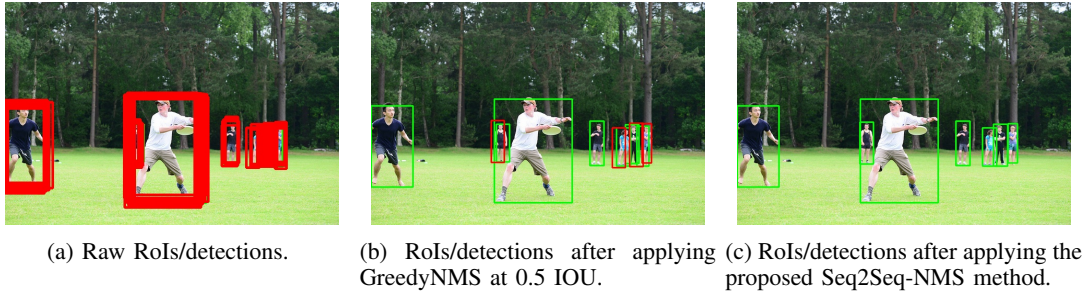 (a) Raw RoIs/detections.
(b) RoIs/detections after applying
GreedyNMS at 0.5 IOU.
(c) RoIs/detections after applying the
proposed Seq2Seq-NMS method.